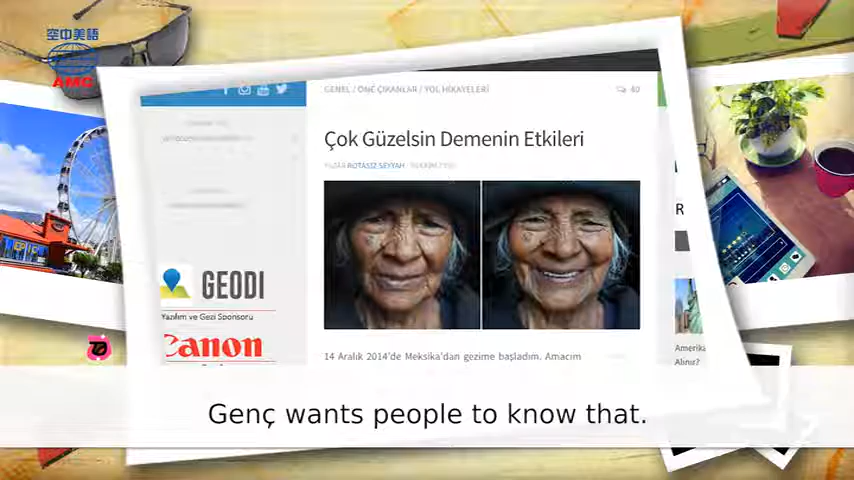 空中美語
AMC
GENEL / ÖNE ÇIKANLAR / YOL HİKAYELERİ
40
Çok Güzelsin Demenin Etkileri
YAZAR ROTASIZ SEYYAH
R
GEODI
Yazılım ve Gezi Sponsoru
Canon
14 Aralık 2014'de Meksika'dan gezime başladım. Amacım
Amerika
Alınır?
EPIC
Genç wants people to know that.